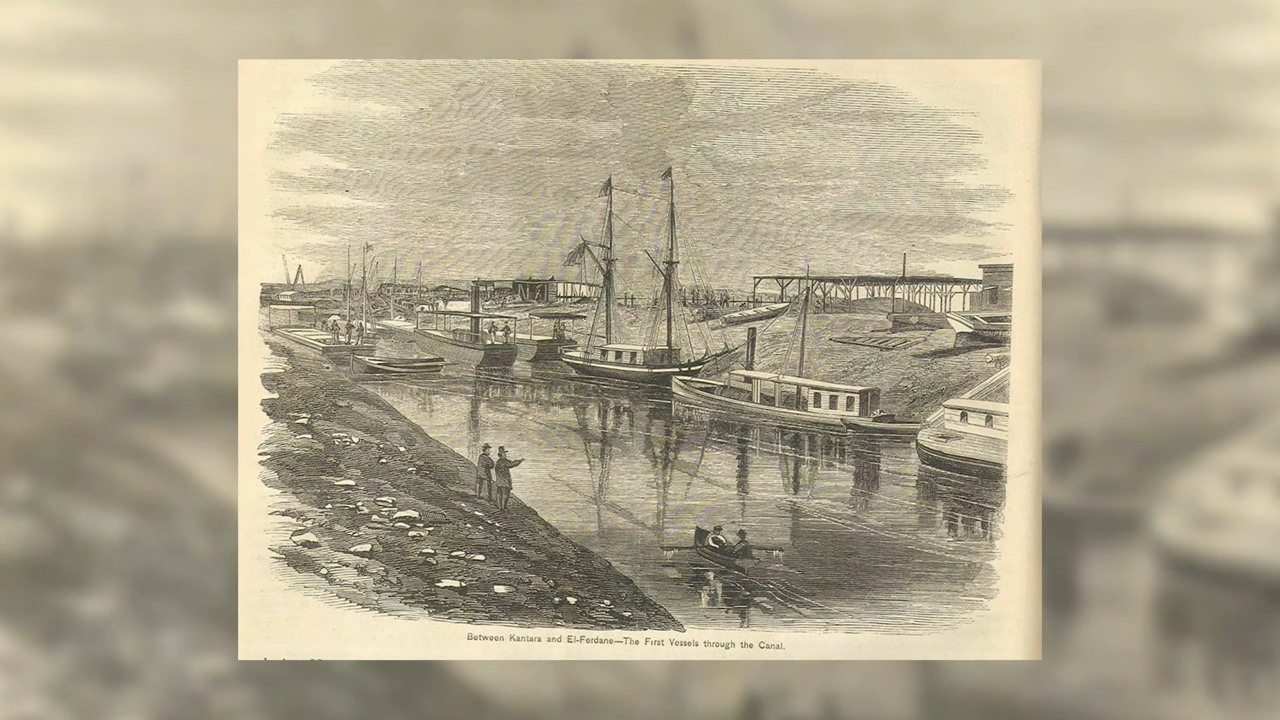 Between Kantara and El-Ferdane—The First Vessels through the Canal.